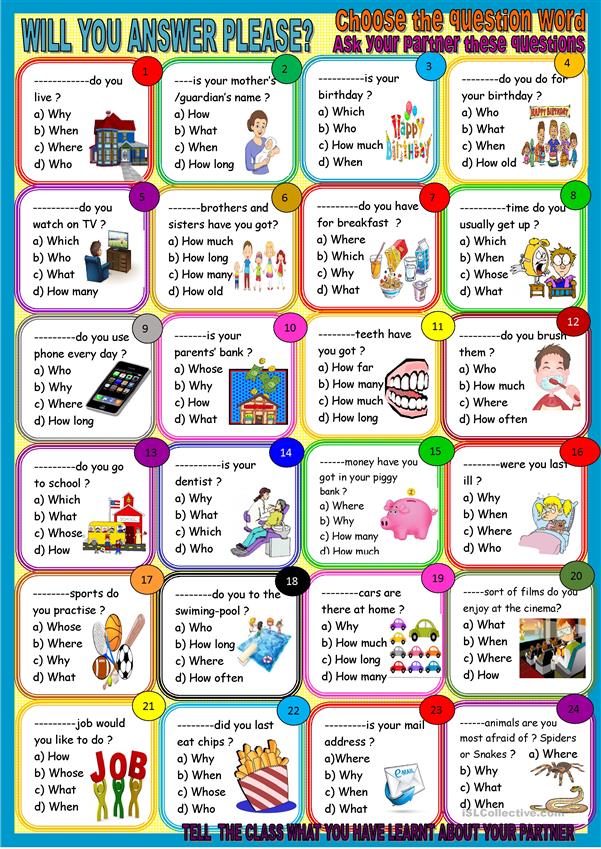 WILL YOU ANSWER PLEASE?
Choose the question word
Ask your partner these questions
1
------------do you
live ?
a) Why
b) When
c) Where
d) Who
2
----is your mother's
/guardian's name ?
a) How
b) What
c) When
d) How long
3
----------is your
birthday ?
a) Which
b) Who
c) How much
d) When
Happy
Birthday
4
--------do you do for
your birthday ?
a) Who
b) What
c) When
d) How old
HAPPY BIRTHDAY
5
----------do you
watch on TV ?
a) Which
b) Who
c) What
d) How many
6
-------brothers and
sisters have you got?
a) How much
b) How long
c) How many
d) How old
7
---------do you have
for breakfast ?
a) Where
b) Which
c) Why
d) What
8
---------time do you
usually get up ?
a) Which
b) When
c) Whose
d) What
9
---------do you use
phone every day ?
a) Who
b) Why
c) Where
d) How long
10
-------is your
parents' bank ?
a) Whose
b) Why
c) How
d) What
11
--------teeth have
you got ?
a) How far
b) How many
c) How much
d) How long
12
---------do you brush
them ?
a) Who
b) How much
c) Where
d) How often
13
---------do you go
to school ?
a) Which
b) What
c) Whose
d) How
14
----------is your
dentist ?
a) Why
b) What
c) Which
d) Who
15
------money have you
got in your piggy
bank ?
a) Where
b) Why
c) How many
d) How much
16
--------were you last
ill ?
a) Why
b) When
c) Where
d) Who
17
---------sports do
you practise ?
a) Whose
b) Where
c) Why
d) What
18
-------do you to the
swiming-pool ?
a) Who
b) How long
c) Where
d) How often
19
---------cars are
there at home ?
a) Why
b) How much
c) How long
d) How many
20
-----sort of films do you
enjoy at the cinema?
a) What
b) When
c) Where
d) How
21
----------job would
you like to do ?
a) How
b) Whose
c) What
d) When
JOB
22
--------did you last
eat chips ?
a) Why
b) When
c) Whose
d) Who
23
----------is your mail
address ?
a)Where
b) Why
c) How
d) What
eMAIL
24
------animals are you
most afraid of ? Spiders
or Snakes ? a) Where
b) Why
c) What
d) When
iSLCollective.com
TELL THE CLASS WHAT YOU HAVE LEARNT ABOUT YOUR PARTNER